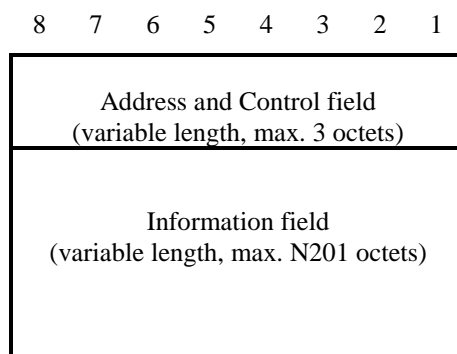 8 7 6 5 4 3 2 1
Address and Control field
(variable length, max. 3 octets)
Information field
(variable length, max. N201 octets)